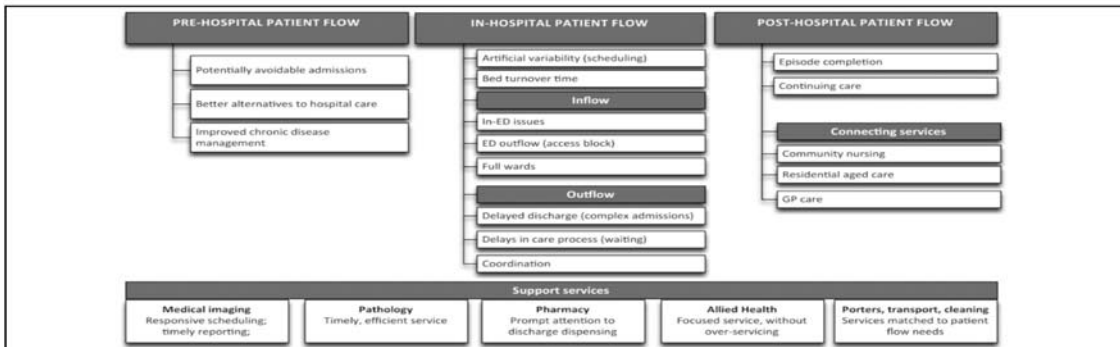 PRE-HOSPITAL PATIENT FLOW
Potentially avoidable admissions
Better alternatives to hospital care
Improved chronic disease
management
IN-HOSPITAL PATIENT FLOW
Artificial variability (scheduling)
Bed turnover time
Inflow
In-ED issues
ED outflow (access block)
Full wards
Outflow
Delayed discharge (complex admissions)
Delays in care process (waiting)
Coordination
POST-HOSPITAL PATIENT FLOW
Episode completion
Continuing care
Connecting services
Community nursing
Residential aged care
GP care
Support services
Medical imaging
Responsive scheduling;
timely reporting;
Pathology
Timely, efficient service
Pharmacy
Prompt attention to
discharge dispensing
Allied Health
Focused service, without
over-servicing
Porters, transport, cleaning
Services matched to patient
flow needs